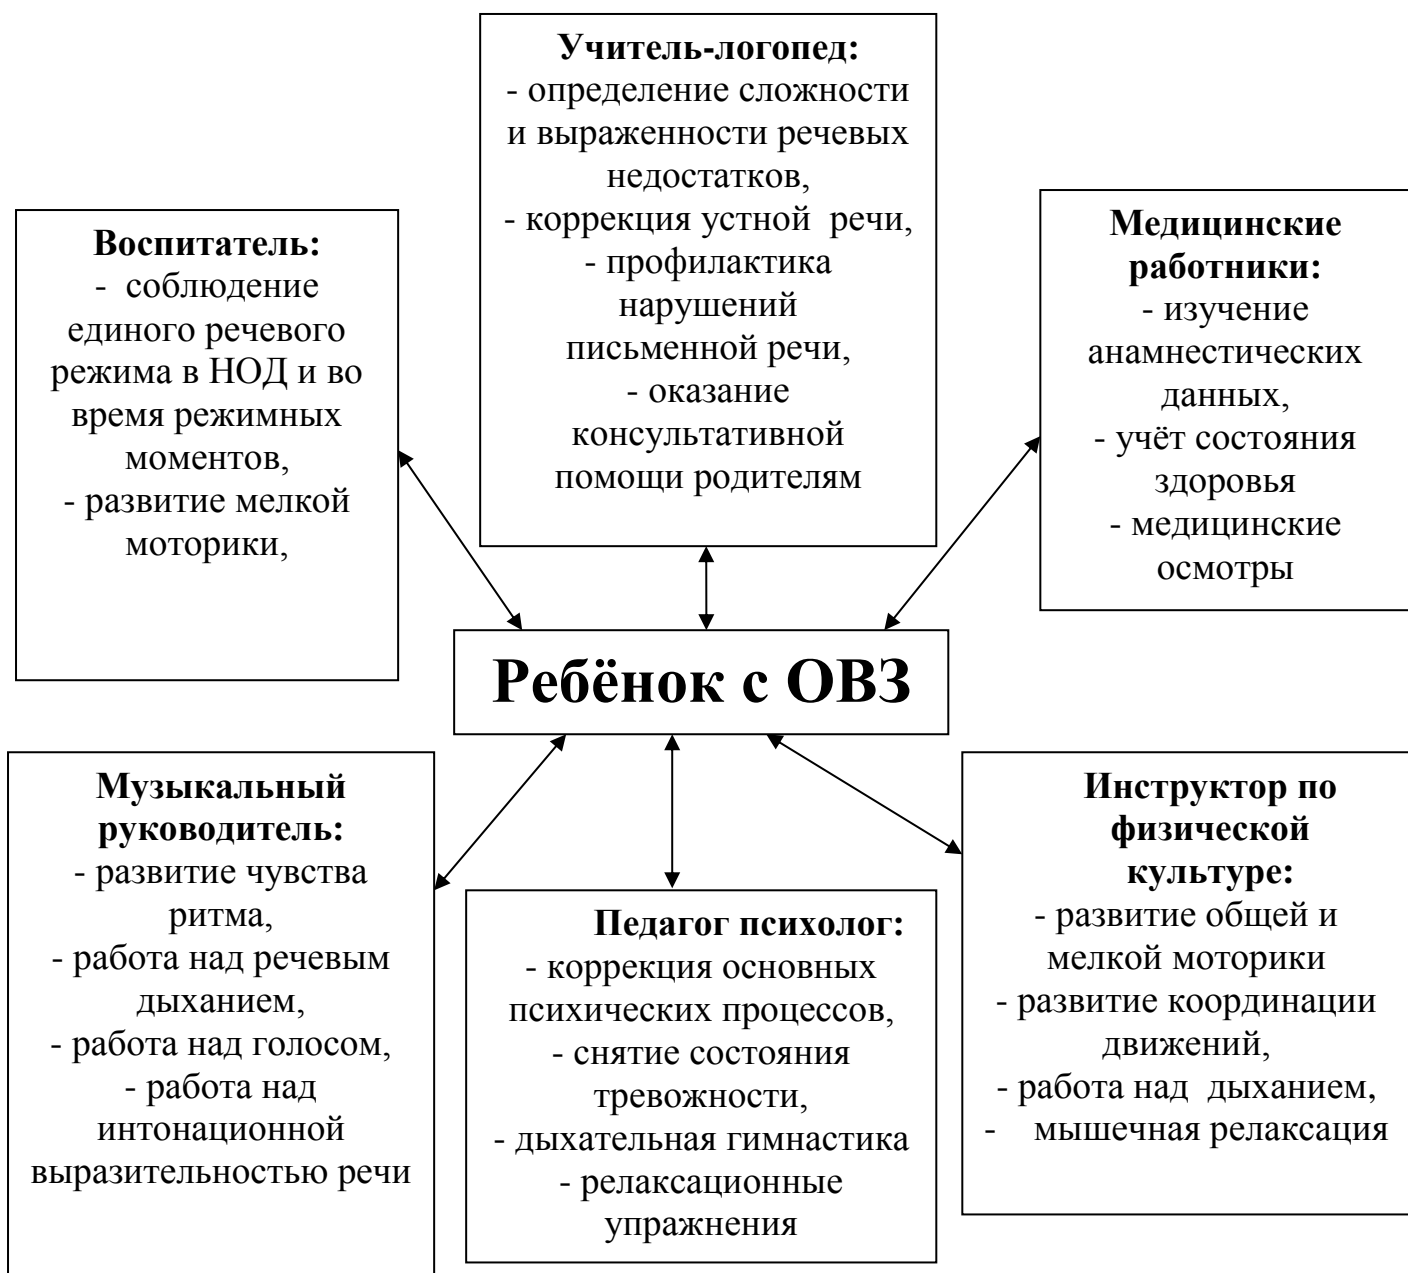 Учитель-логопед:
- определение сложности
и выраженности речевых
недостатков,
- коррекция устной  речи,
- профилактика
нарушений
письменной речи,
- оказание
консультативной
помощи родителям
Воспитатель:
-  соблюдение
единого речевого
режима в НОД и во
время режимных
моментов,
- развитие мелкой
моторики,
Медицинские
работники:
- изучение
анамнестических
данных,
- учёт состояния
здоровья
- медицинские
осмотры
Ребёнок с ОВЗ
Музыкальный
руководитель:
- развитие чувства
ритма,
- работа над речевым
дыханием,
- работа над голосом,
- работа над
интонационной
выразительностью речи
Педагог психолог:
- коррекция основных
психических процессов,
- снятие состояния
тревожности,
- дыхательная гимнастика
- релаксационные
упражнения
Инструктор по
физической
культуре:
- развитие общей и
мелкой моторики
- развитие координации
движений,
- работа над  дыханием,
-    мышечная релаксация